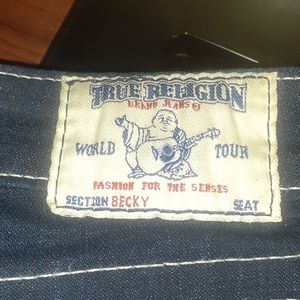 TRUE RELIGION
BRAND JEANS®
WORLD TOUR
FASHION FOR THE SENSES
SECTION BECKY SEAT